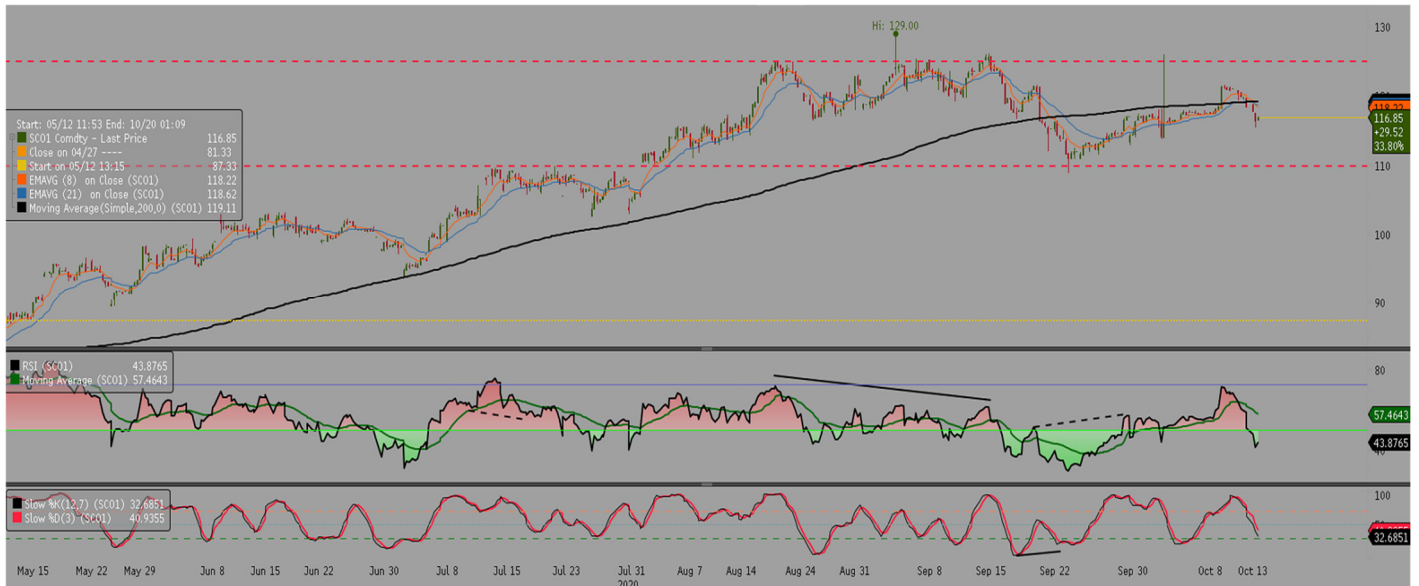 Hi: 129.00
130
Start: 05/12 11:53 End: 10/20 01:09
SC01 Comdty - Last Price 116.85
Close on 04/27 ---- 81.33
Start on 05/12 13:15 87.33
EMAVG (8) on Close (SC01) 118.22
EMAVG (21) on Close (SC01) 118.62
Moving Average(Simple,200,0) (SC01) 119.11
118.22
116.85
+29.52
33.80%
110
100
90
RSI (SC01) 43.8765
Moving Average (SC01) 57.4643
80
57.4643
43.8765
Slow %K(12,7) (SC01) 32.6851
Slow %D(3) (SC01) 40.9355
100
32.6851
May 15 May 22 May 29 Jun 8 Jun 15 Jun 22 Jun 30 Jul 8 Jul 15 Jul 23 Jul 31 Aug 7 Aug 14 Aug 24 Aug 31 Sep 8 Sep 15 Sep 22 Sep 30 Oct 8 Oct 13
2020